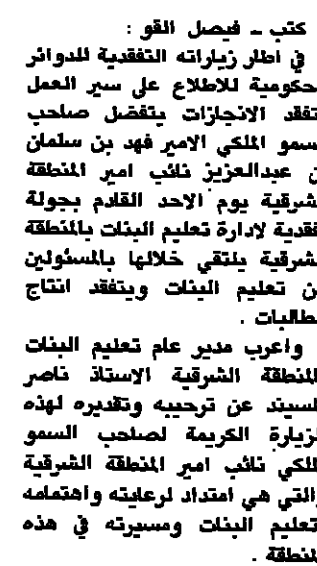 كتب ـ فيصل القو :
في اطار زياراته التفقدية للدوائر
حكومية للاطلاع على سير العمل
تفقد الانجازات يتفضل صاحب
سمو الملكي الامير فهد بن سلمان
ن عبدالعزيز نائب امير المنطقة
شرقية يوم الاحد القادم بجولة
فقدية لادارة تعليم البنات بالمنطقة
شرقية يلتقي خلالها بالمسئولين
ن تعليم البنات ويتفقد انتاج
طالبات .
واعرب مدير عام تعليم البنات
المنطقة الشرقية الاستاذ ناصر
لسيند عن ترحيبه وتقديره لهذه
لزيارة الكريمة لصاحب السمو
لملكي نائب امير المنطقة الشرقية
التي هي امتداد لرعايته واهتمامه
تعليم البنات ومسيرته في هذه
لمنطقة .